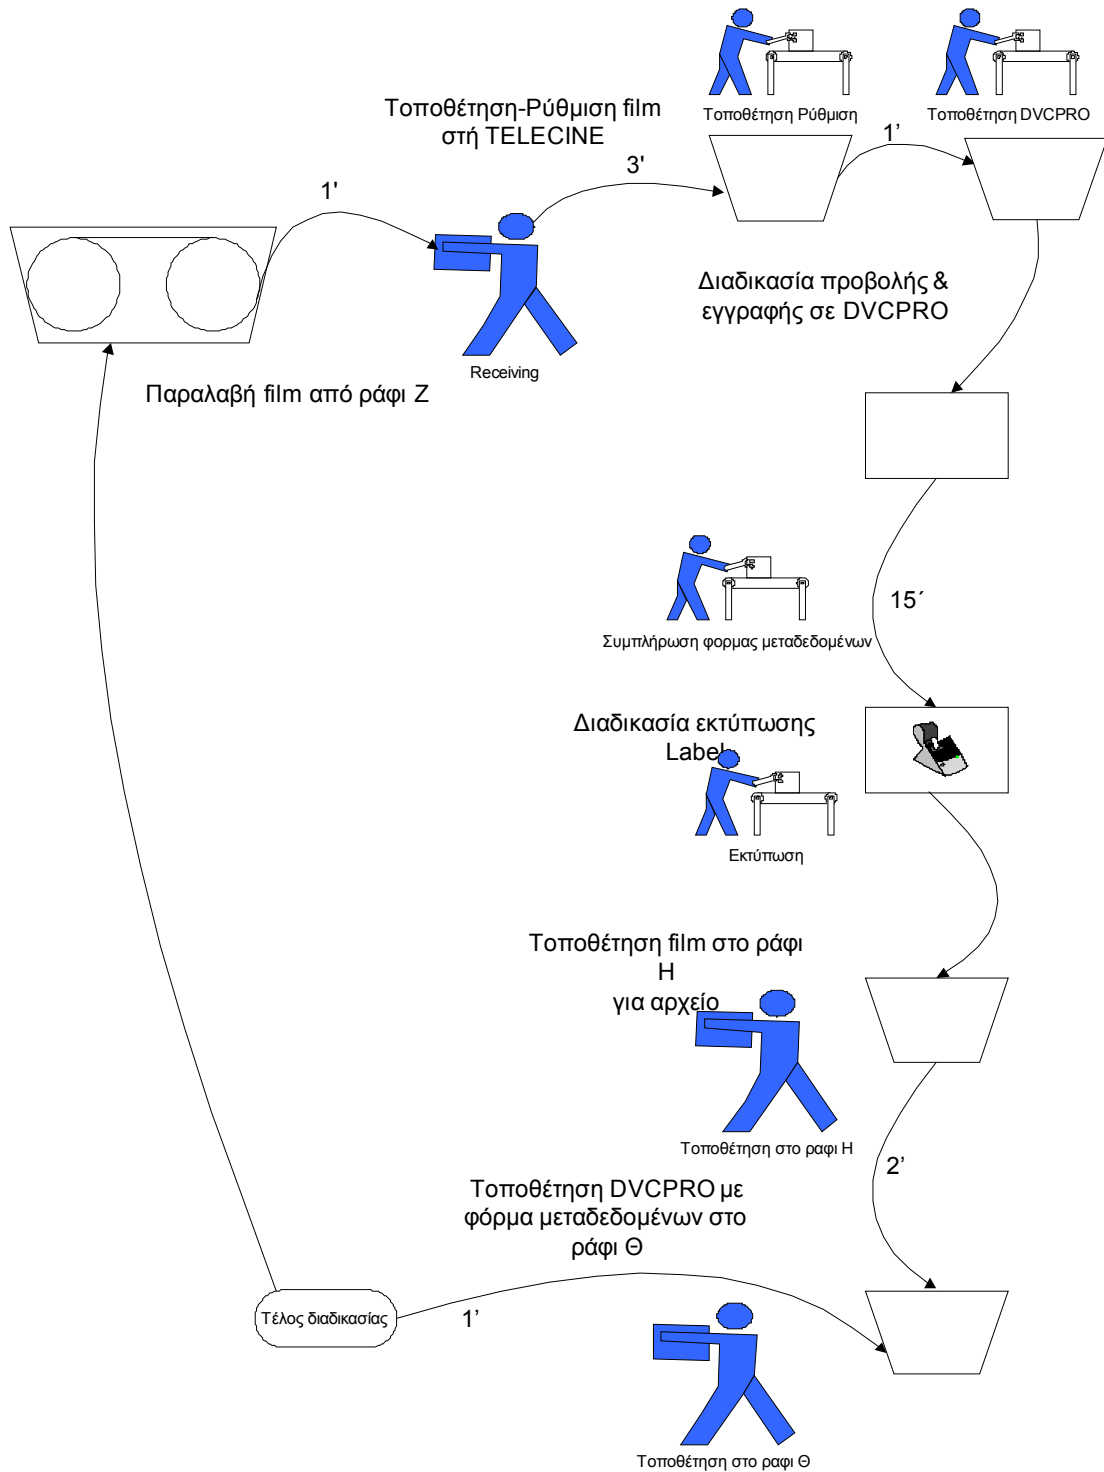 Τοποθέτηση Ρύθμιση
Τοποθέτηση DVCPRO
Τοποθέτηση-Ρύθμιση film
στή TELECINE
1'
3'
1’
Διαδικασία προβολής &
εγγραφής σε DVCPRO
Receiving
Παραλαβή film από ράφι Ζ
15΄
Συμπλήρωση φορμας μεταδεδομένων
Διαδικασία εκτύπωσης
Label
Εκτύπωση
Τοποθέτηση film στο ράφι
Η
για αρχείο
Τοποθέτηση στο ραφι Η
2’
Τοποθέτηση DVCPRO με
φόρμα μεταδεδομένων στο
ράφι Θ
Τέλος διαδικασίας
1’
Τοποθέτηση στο ραφι Θ